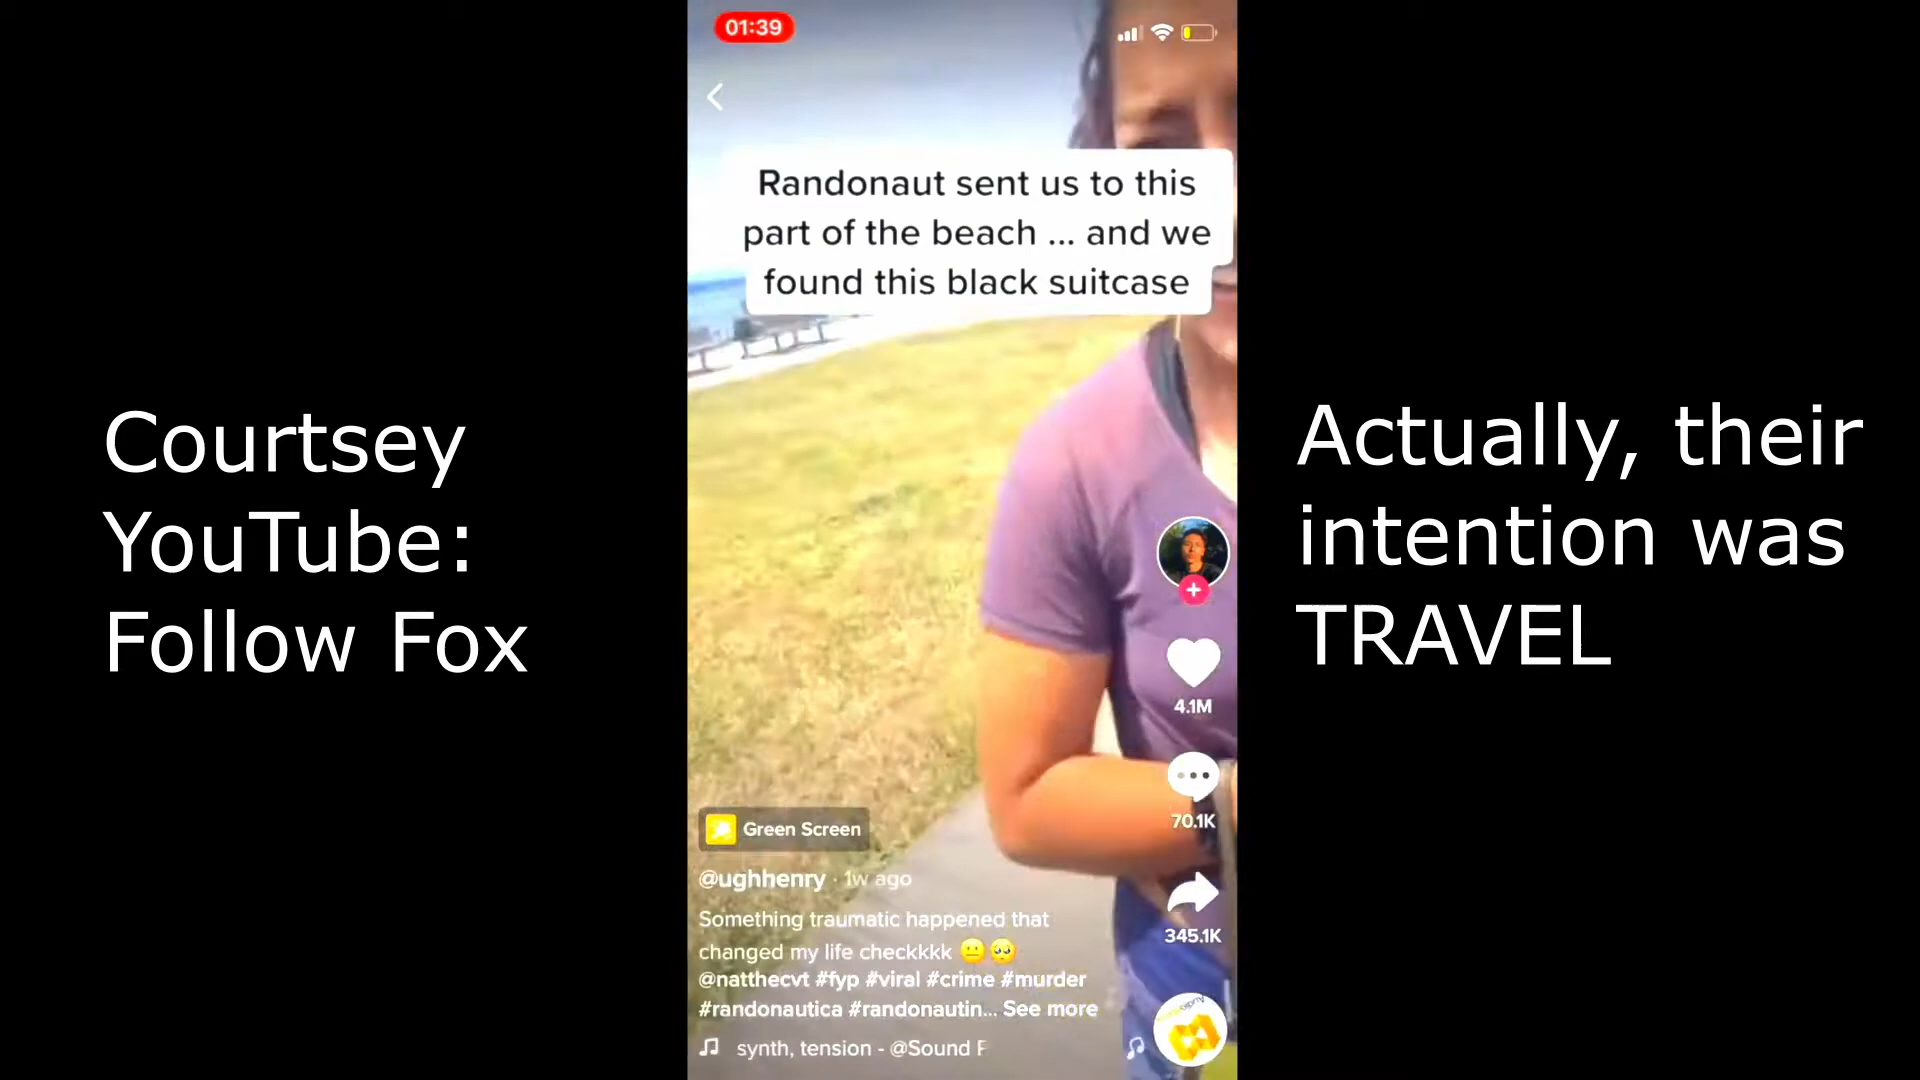 01:39
Randonaut sent us to this
part of the beach ... and we
found this black suitcase
Courtsey
YouTube:
Follow Fox
Actually, their
intention was
TRAVEL
4.1M
70.1K
345.1K
Green Screen
@ughhenry · 1w ago
Something traumatic happened that
changed my life checkkkk 😐🥺
@natthecvt #fyp #viral #crime #murder
#randonautica #randonautin... See more
synth, tension - @Sound F